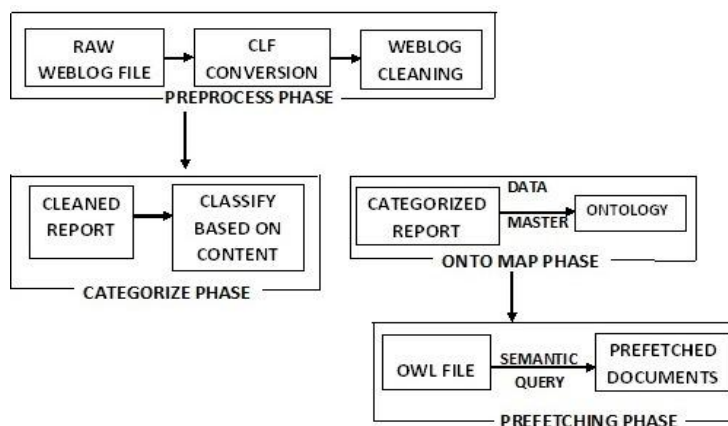 RAW
WEBLOG FILE
CLF
CONVERSION
WEBLOG
CLEANING
PREPROCESS PHASE
CLEANED
REPORT
CLASSIFY
BASED ON
CONTENT
CATEGORIZE PHASE
CATEGORIZED
REPORT
DATA
MASTER
ONTOLOGY
ONTO MAP PHASE
OWL FILE
SEMANTIC
QUERY
PREFETCHED
DOCUMENTS
PREFETCHING PHASE